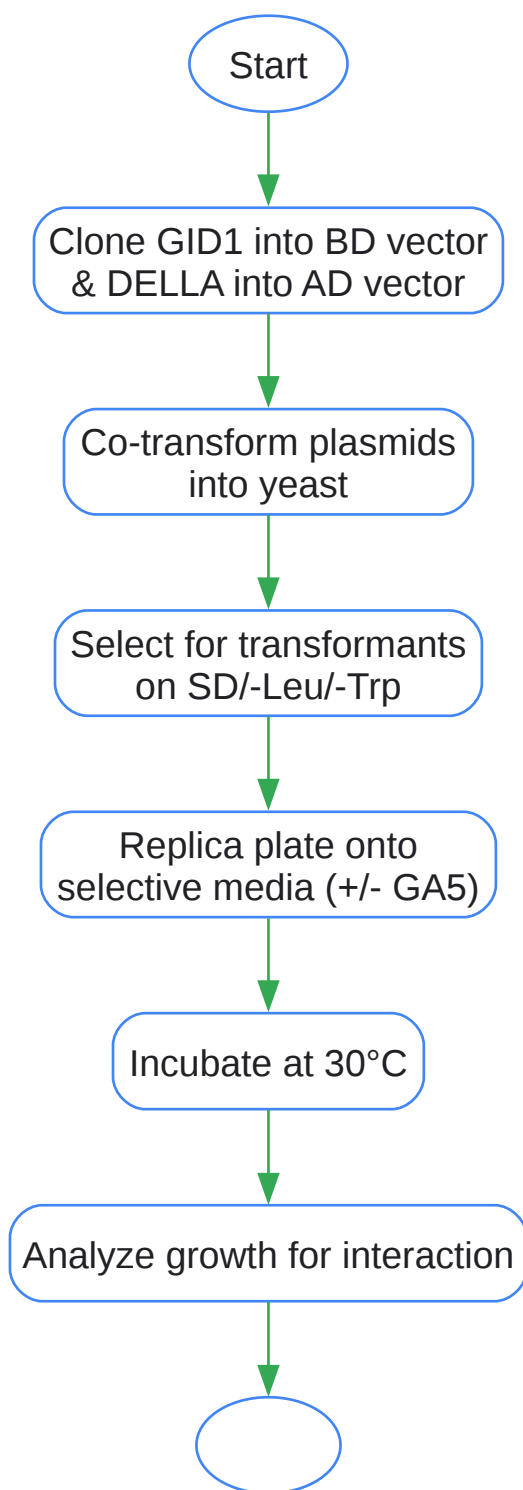 Start
Clone GID1 into BD vector
& DELLA into AD vector
Co-transform plasmids
into yeast
Select for transformants
on SD/-Leu/-Trp
Replica plate onto
selective media (+/- GA5)
Incubate at 30°C
Analyze growth for interaction